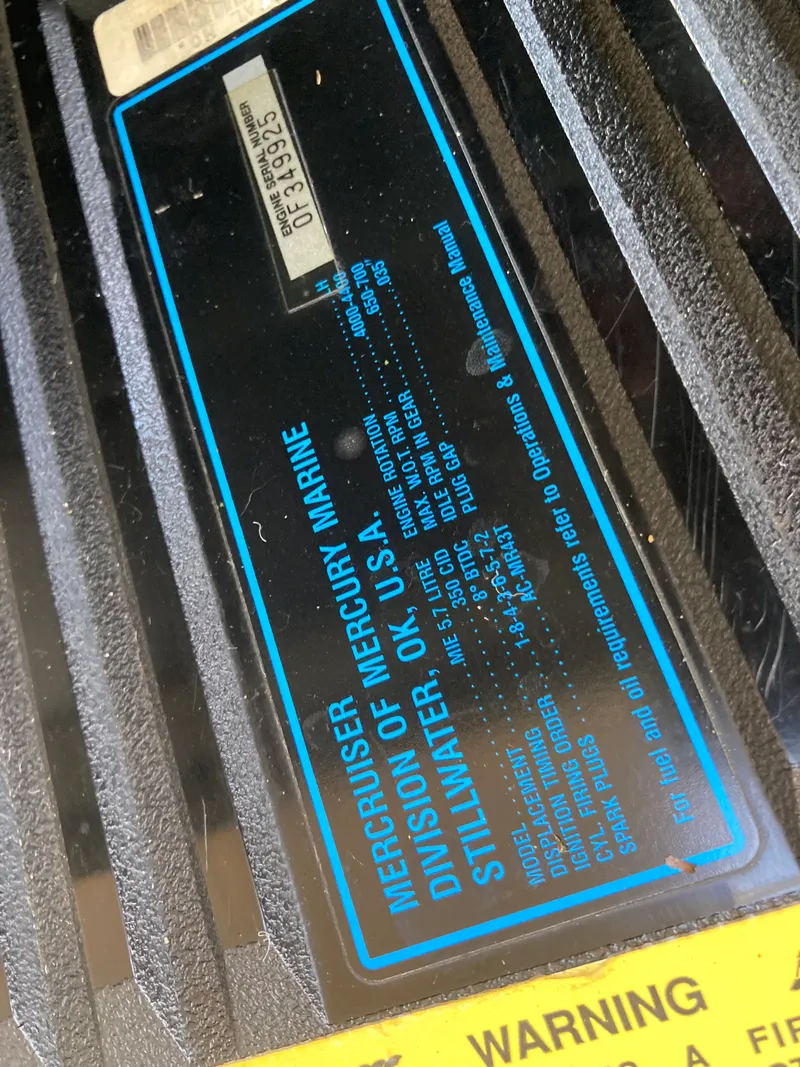 ENGINE SERIAL NUMBER
0F349925
MERCRUISER
DIVISION OF MERCURY MARINE
STILLWATER, OK, U.S.A.
MODEL ............ MIE 5.7 LITRE
DISPLACEMENT ............ 350 CID
IGNITION TIMING ............ 8° BTDC
CYL. FIRING ORDER ...... 1-8-4-3-6-5-7-2
SPARK PLUGS ............ AC-MR43T
ENGINE ROTATION ............ LH
MAX. W.O.T. RPM ............ 4000-4400
IDLE RPM IN GEAR ............ 650-700
PLUG GAP ............ .035"
For fuel and oil requirements refer to Operations & Maintenance Manual
WARNING
A